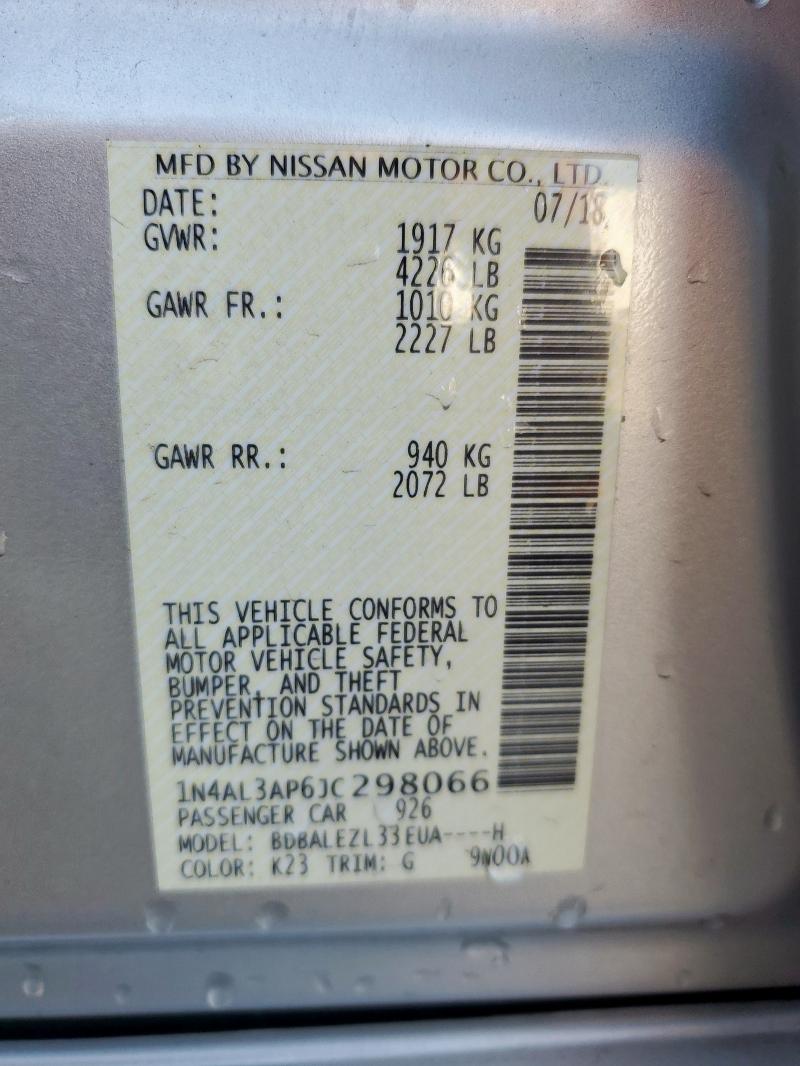 MFD BY NISSAN MOTOR CO., LTD.
DATE: 07/18
GVWR: 1917 KG
4226 LB
GAWR FR.: 1010 KG
2227 LB
GAWR RR.: 940 KG
2072 LB
THIS VEHICLE CONFORMS TO
ALL APPLICABLE FEDERAL
MOTOR VEHICLE SAFETY,
BUMPER, AND THEFT
PREVENTION STANDARDS IN
EFFECT ON THE DATE OF
MANUFACTURE SHOWN ABOVE.
1N4AL3AP6JC298066
PASSENGER CAR 926
MODEL: BDBALEZL33EUA----H
COLOR: K23 TRIM: G 9N00A